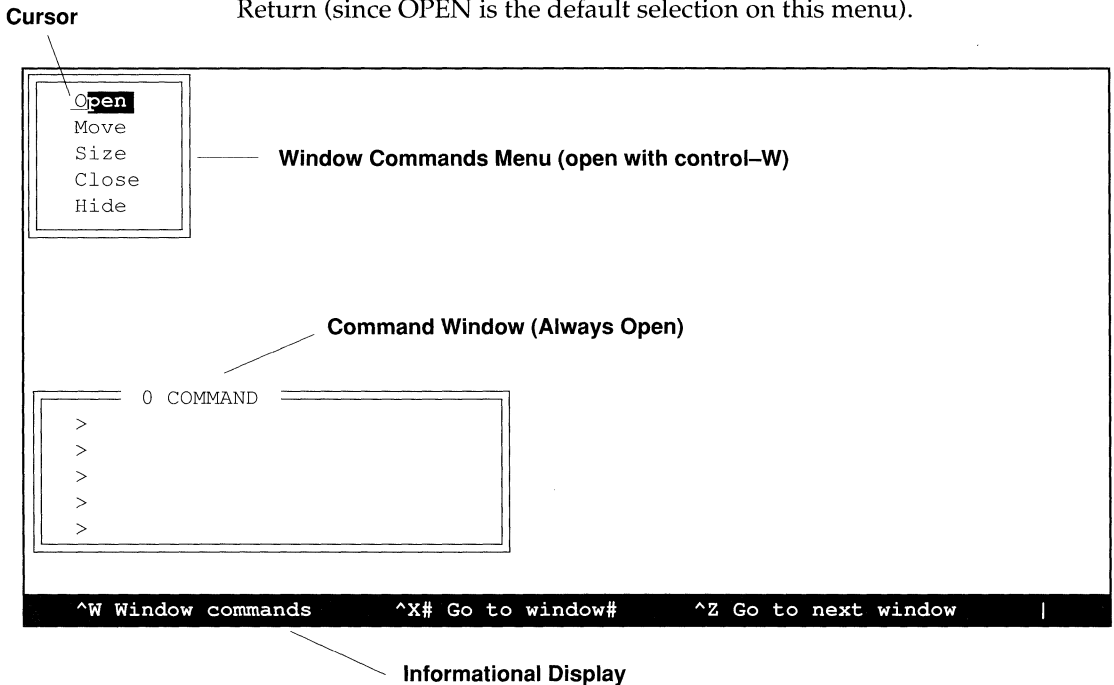 Return (since OPEN is the default selection on this menu).
Cursor
Open
Move
Size
Close
Hide
Window Commands Menu (open with control–W)
Command Window (Always Open)
0 COMMAND
>
>
>
>
>
^W Window commands ^X# Go to window# ^Z Go to next window |
Informational Display